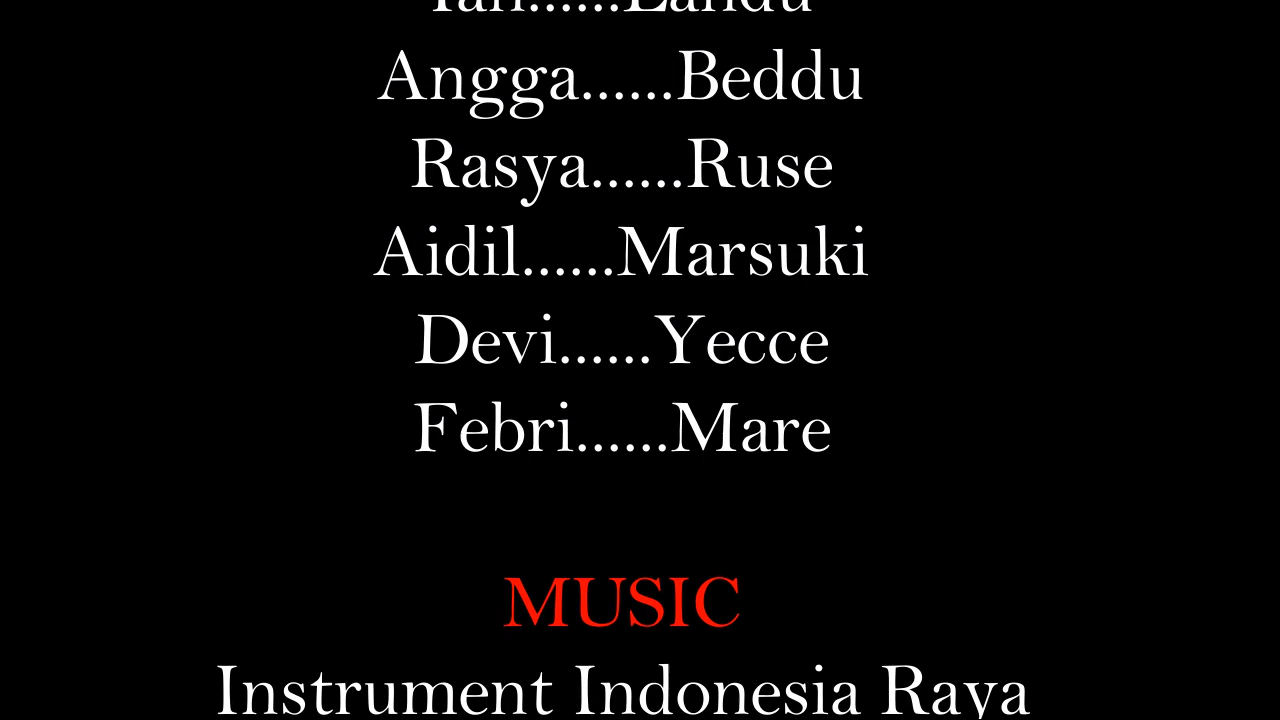 Angga......Beddu
Rasya......Ruse
Aidil......Marsuki
Devi......Yecce
Febri......Mare
MUSIC
Instrument Indonesia Raya